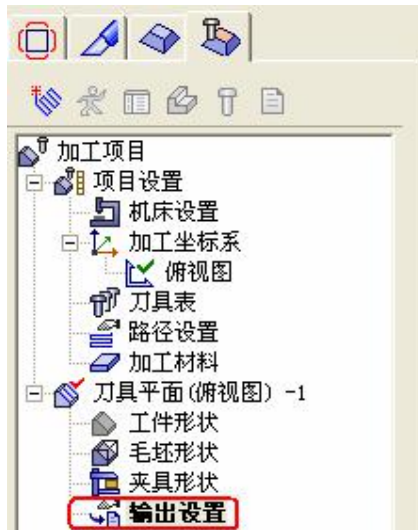 加工项目
项目设置
机床设置
加工坐标系
俯视图
刀具表
路径设置
加工材料
刀具平面(俯视图) -1
工件形状
毛坯形状
夹具形状
输出设置